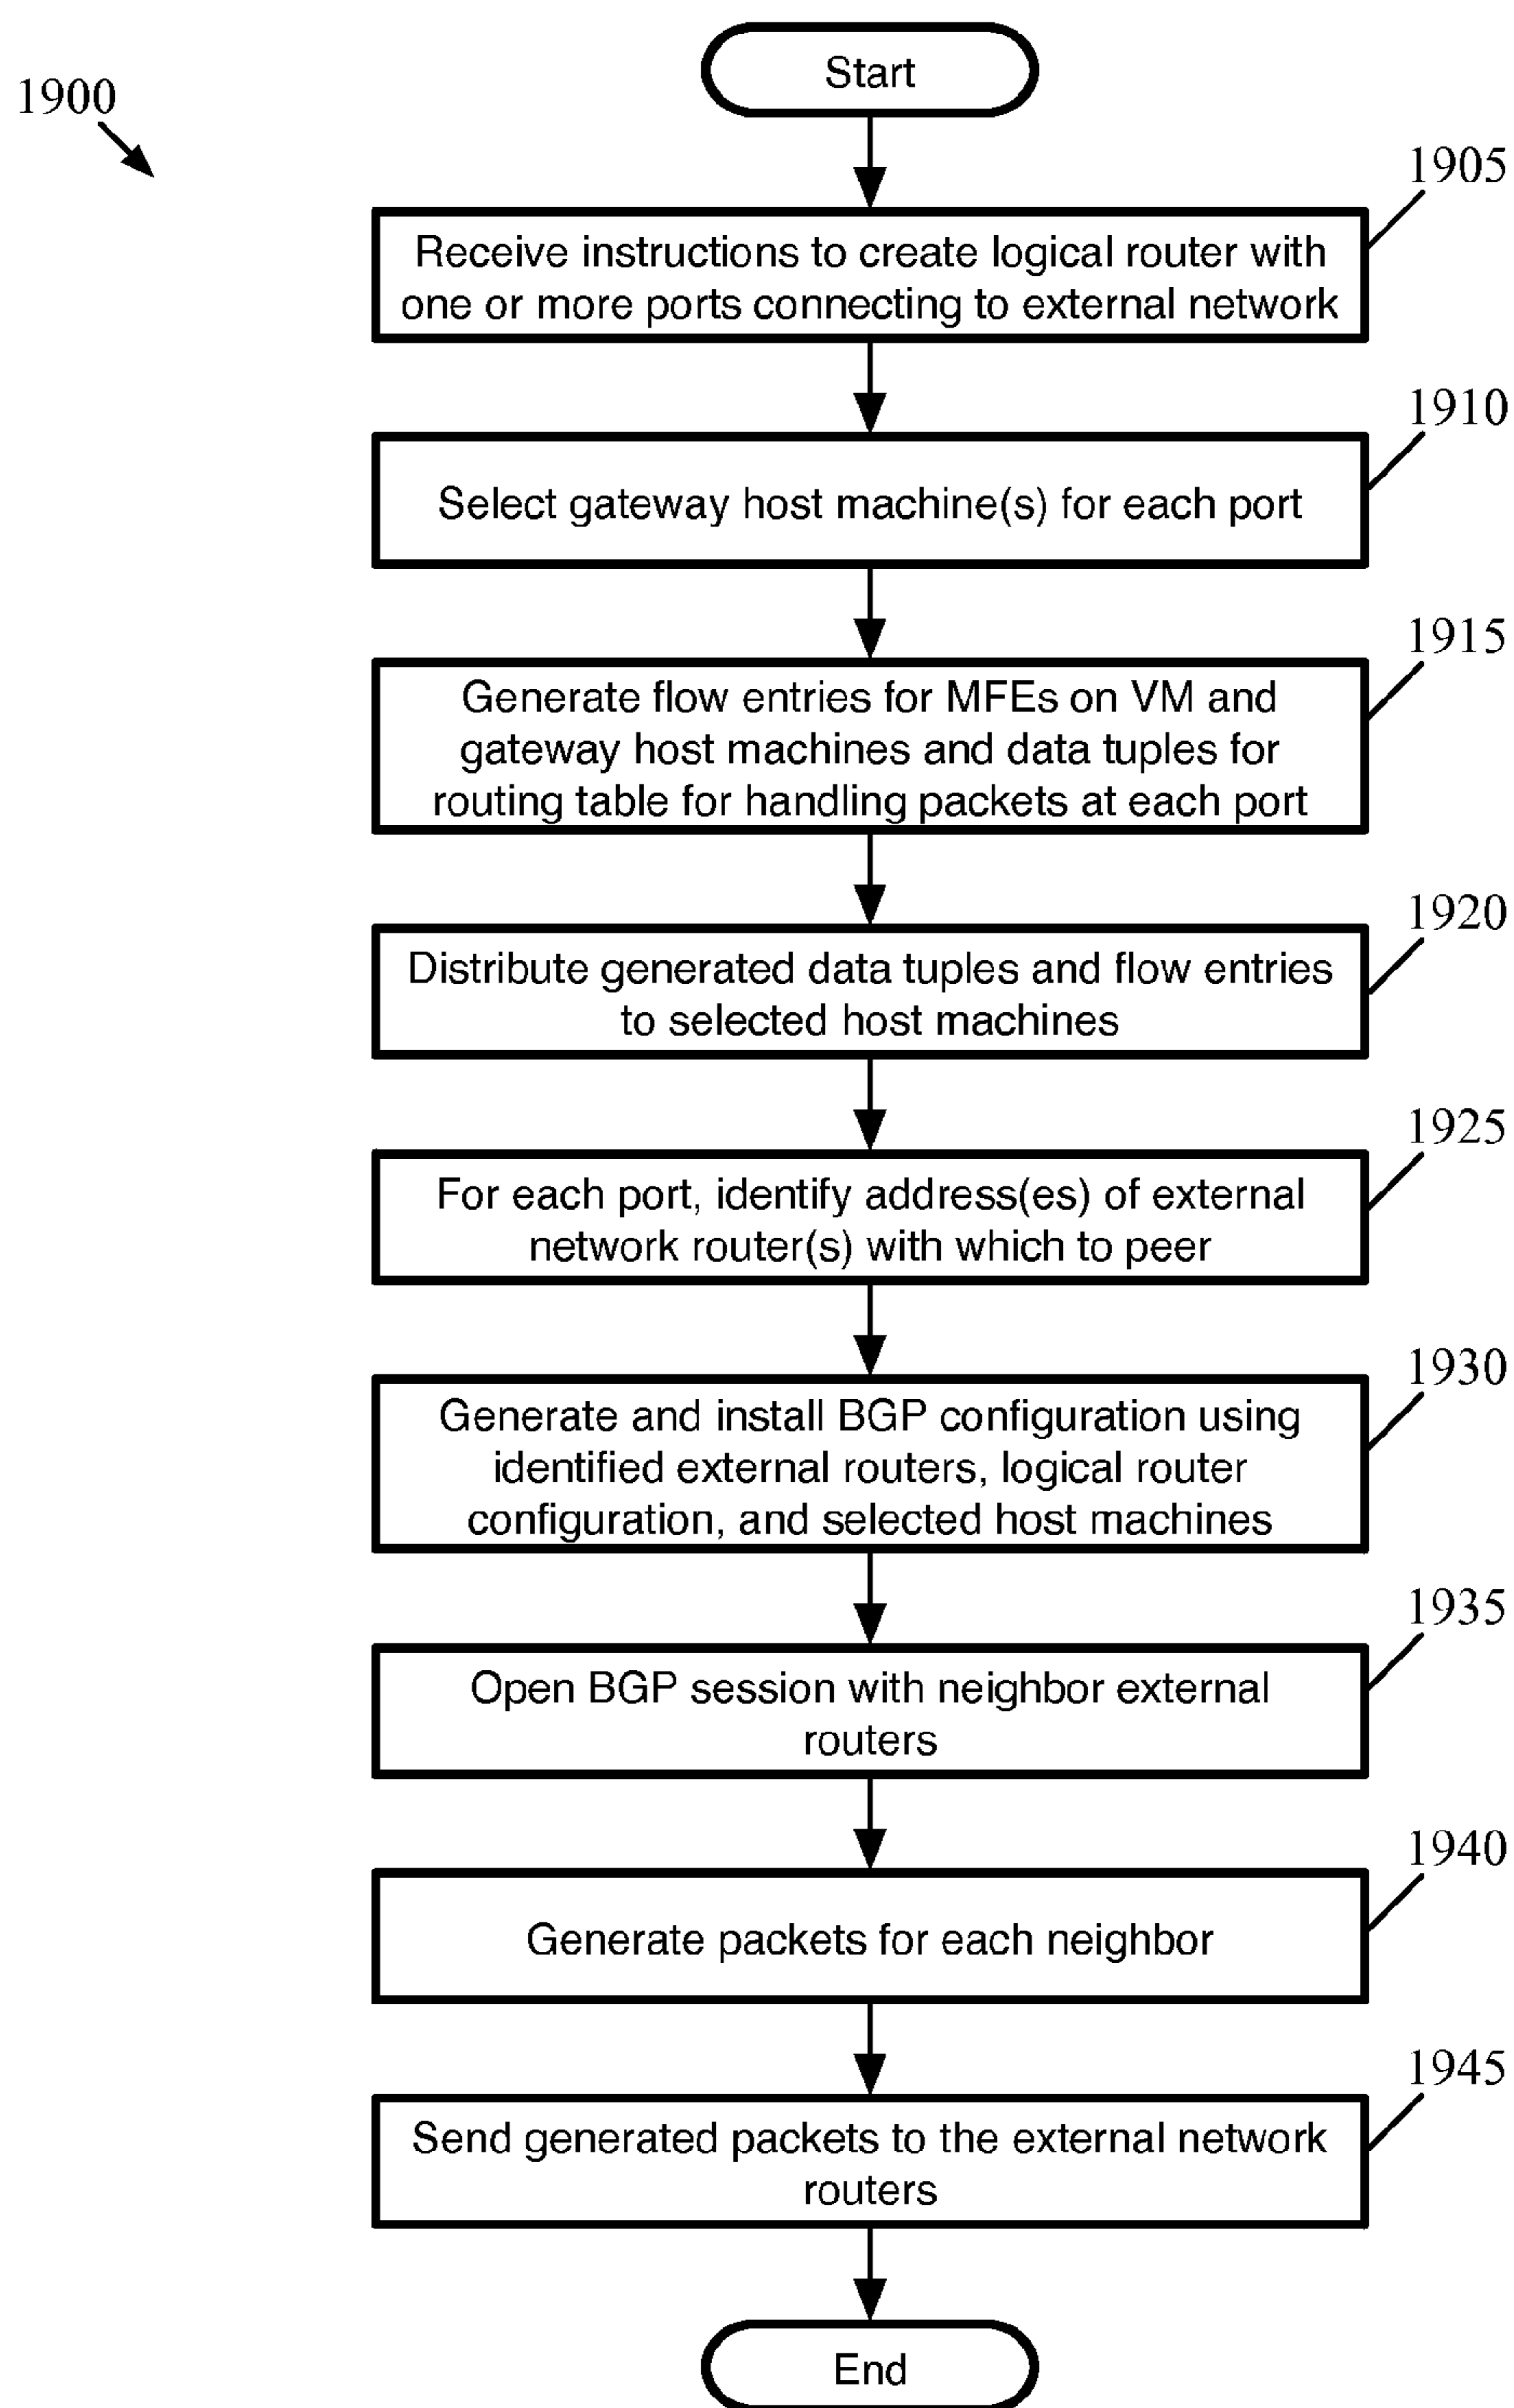 Start
1900
1905
Receive instructions to create logical router with
one or more ports connecting to external network
1910
Select gateway host machine(s) for each port
1915
Generate flow entries for MFEs on VM and
gateway host machines and data tuples for
routing table for handling packets at each port
1920
Distribute generated data tuples and flow entries
to selected host machines
1925
For each port, identify address(es) of external
network router(s) with which to peer
1930
Generate and install BGP configuration using
identified external routers, logical router
configuration, and selected host machines
1935
Open BGP session with neighbor external
routers
1940
Generate packets for each neighbor
1945
Send generated packets to the external network
routers
End